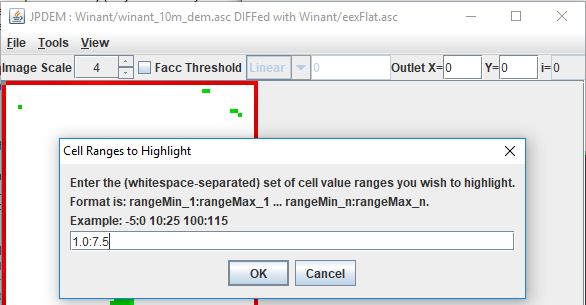 JPDEM : Winant/winant_10m_dem.asc DIFFed with Winant/eexFlat.asc
File Tools View
Image Scale 4 Facc Threshold Linear 0 Outlet X= 0 Y= 0 i= 0
Cell Ranges to Highlight
Enter the (whitespace-separated) set of cell value ranges you wish to highlight.
Format is: rangeMin_1:rangeMax_1 ... rangeMin_n:rangeMax_n.
Example: -5:0 10:25 100:115
1.0:7.5
OK Cancel